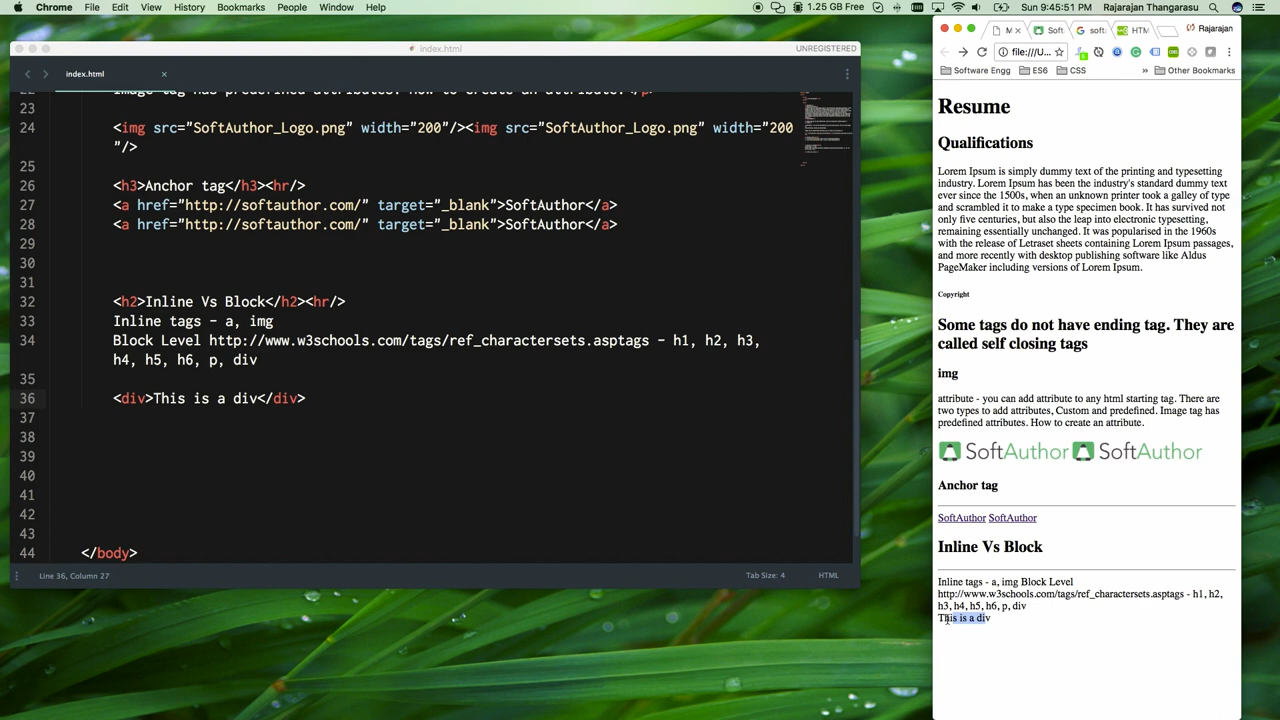 Chrome File Edit View History Bookmarks People Window Help 1.25 GB Free Sun 9:45:51 PM Rajarajan Thangarasu
index.html UNREGISTERED
index.html ×
23
24 <img src="SoftAuthor_Logo.png" width="200"/><img src="SoftAuthor_Logo.png" width="200
"/>
25
26 <h3>Anchor tag</h3><hr/>
27 <a href="http://softauthor.com/" target="_blank">SoftAuthor</a>
28 <a href="http://softauthor.com/" target="_blank">SoftAuthor</a>
29
30
31
32 <h2>Inline Vs Block</h2><hr/>
33 Inline tags - a, img
34 Block Level http://www.w3schools.com/tags/ref_charactersets.asptags - h1, h2, h3,
h4, h5, h6, p, div
35
36 <div>This is a div</div>
37
38
39
40
41
42
43
44 </body>
Line 36, Column 27 Tab Size: 4 HTML
M × Soft soft HTM Rajarajan
file:///U...
Software Engg ES6 CSS » Other Bookmarks
Resume
Qualifications
Lorem Ipsum is simply dummy text of the printing and typesetting
industry. Lorem Ipsum has been the industry's standard dummy text
ever since the 1500s, when an unknown printer took a galley of type
and scrambled it to make a type specimen book. It has survived not
only five centuries, but also the leap into electronic typesetting,
remaining essentially unchanged. It was popularised in the 1960s
with the release of Letraset sheets containing Lorem Ipsum passages,
and more recently with desktop publishing software like Aldus
PageMaker including versions of Lorem Ipsum.
Copyright
Some tags do not have ending tag. They are
called self closing tags
img
attribute - you can add attribute to any html starting tag. There are
two types to add attributes, Custom and predefined. Image tag has
predefined attributes. How to create an attribute.
SoftAuthor SoftAuthor
Anchor tag
SoftAuthor SoftAuthor
Inline Vs Block
Inline tags - a, img Block Level
http://www.w3schools.com/tags/ref_charactersets.asptags - h1, h2,
h3, h4, h5, h6, p, div
This is a div